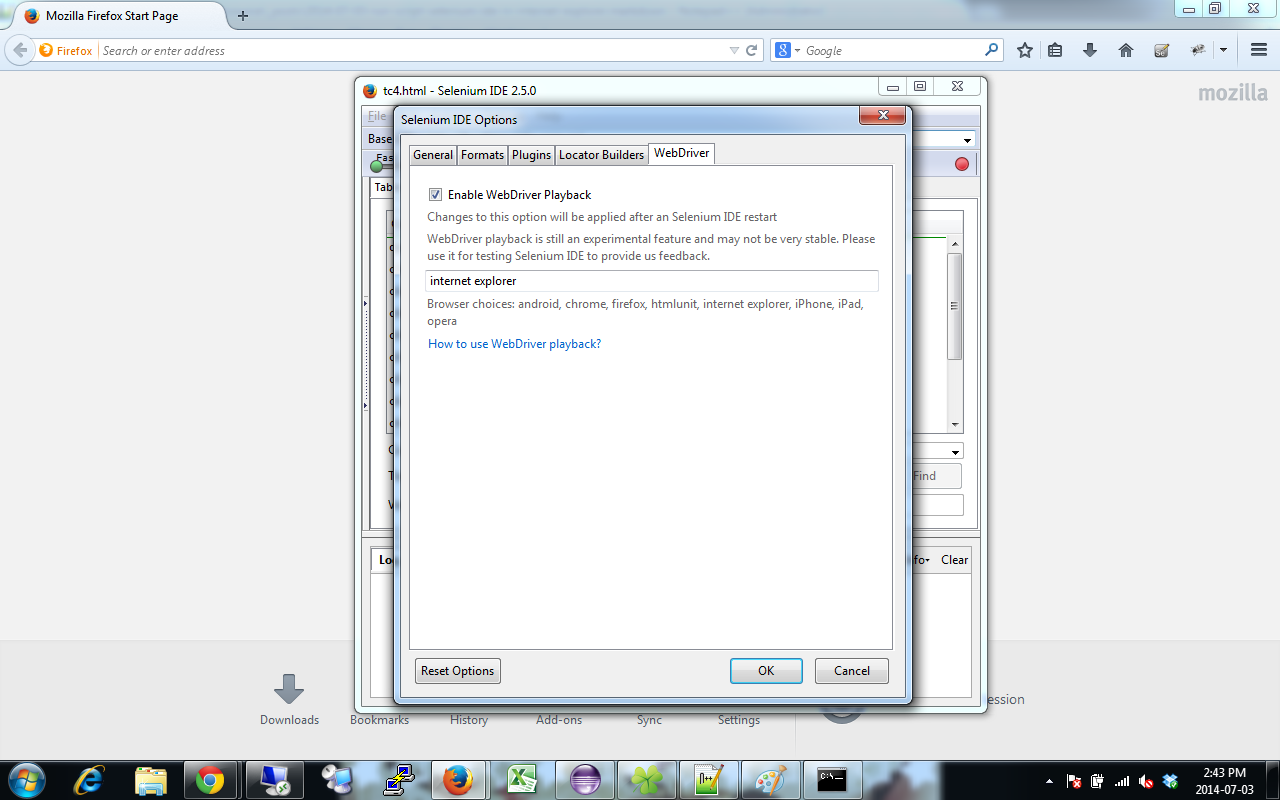 Mozilla Firefox Start Page
Firefox
Search or enter address
Google
mozilla
tc4.html - Selenium IDE 2.5.0
File
Base
Fas
Tab
Selenium IDE Options
General
Formats
Plugins
Locator Builders
WebDriver
Enable WebDriver Playback
Changes to this option will be applied after an Selenium IDE restart
WebDriver playback is still an experimental feature and may not be very stable. Please
use it for testing Selenium IDE to provide us feedback.
internet explorer
Browser choices: android, chrome, firefox, htmlunit, internet explorer, iPhone, iPad,
opera
How to use WebDriver playback?
Find
Lo
fo
Clear
Reset Options
OK
Cancel
ession
Downloads
Bookmarks
History
Add-ons
Sync
Settings
2:43 PM
2014-07-03